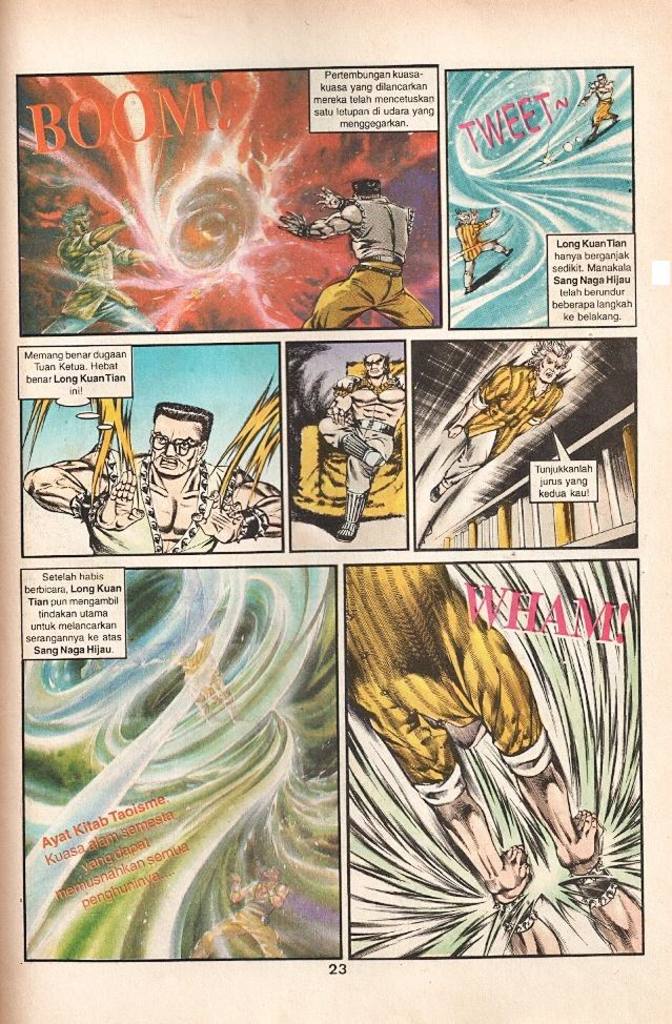 BOOM!
Pertembungan kuasa-
kuasa yang dilancarkan
mereka telah mencetuskan
satu letupan di udara yang
menggegarkan.
TWEET~
Long Kuan Tian
hanya berganjak
sedikit. Manakala
Sang Naga Hijau
telah berundur
beberapa langkah
ke belakang.
Memang benar dugaan
Tuan Ketua. Hebat
benar Long Kuan Tian
ini!
Tunjukkanlah
jurus yang
kedua kau!
Setelah habis
berbicara, Long Kuan
Tian pun mengambil
tindakan utama
untuk melancarkan
serangannya ke atas
Sang Naga Hijau.
Ayat Kitab Taoisme.
Kuasa alam semesta
yang dapat
memusnahkan semua
penghuninya....
WHAM!
23